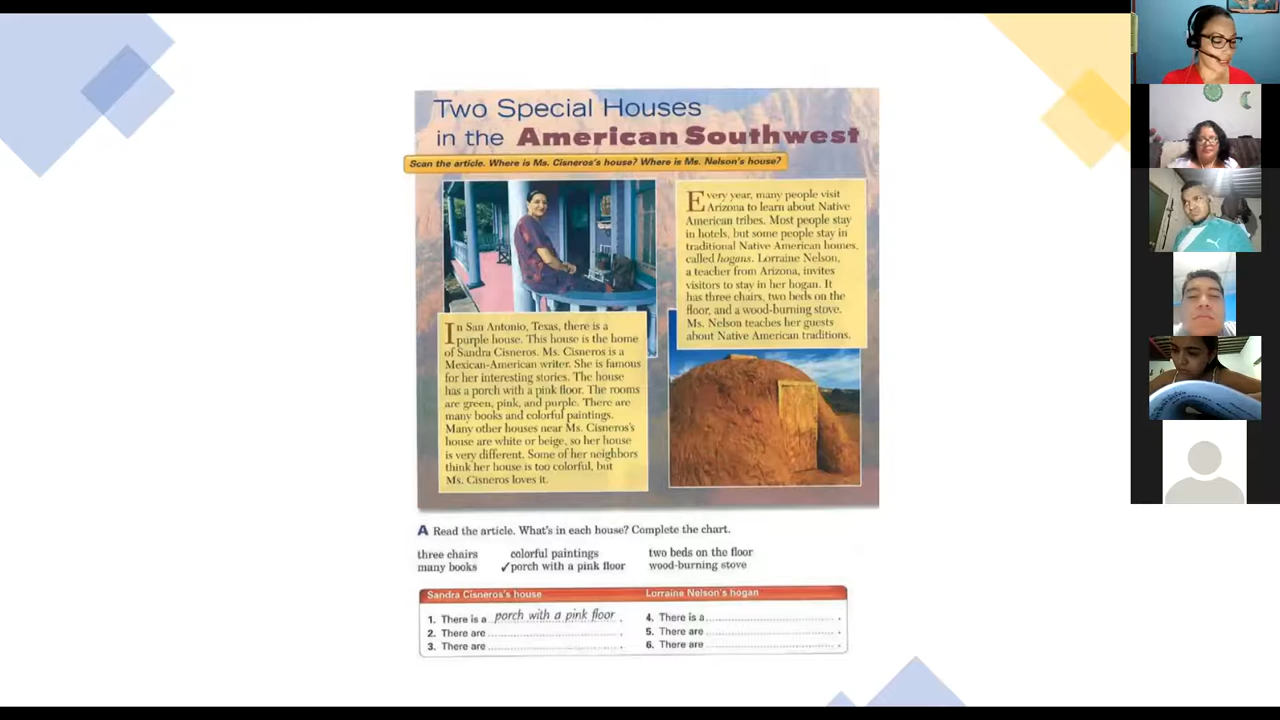 Two Special Houses
in the American Southwest
Scan the article. Where is Ms. Cisneros's house? Where is Ms. Nelson's house?
In San Antonio, Texas, there is a
purple house. This house is the home
of Sandra Cisneros. Ms. Cisneros is a
Mexican-American writer. She is famous
for her interesting stories. The house
has a porch with a pink floor. The rooms
are green, pink, and purple. There are
many books and colorful paintings.
Many other houses near Ms. Cisneros's
house are white or beige, so her house
is very different. Some of her neighbors
think her house is too colorful, but
Ms. Cisneros loves it.
Every year, many people visit
Arizona to learn about Native
American tribes. Most people stay
in hotels, but some people stay in
traditional Native American homes,
called hogans. Lorraine Nelson,
a teacher from Arizona, invites
visitors to stay in her hogan. It
has three chairs, two beds on the
floor, and a wood-burning stove.
Ms. Nelson teaches her guests
about Native American traditions.
A Read the article. What's in each house? Complete the chart.
three chairs colorful paintings two beds on the floor
many books ✓porch with a pink floor wood-burning stove
Sandra Cisneros's house Lorraine Nelson's hogan
1. There is a porch with a pink floor . 4. There is a .
2. There are . 5. There are .
3. There are . 6. There are .